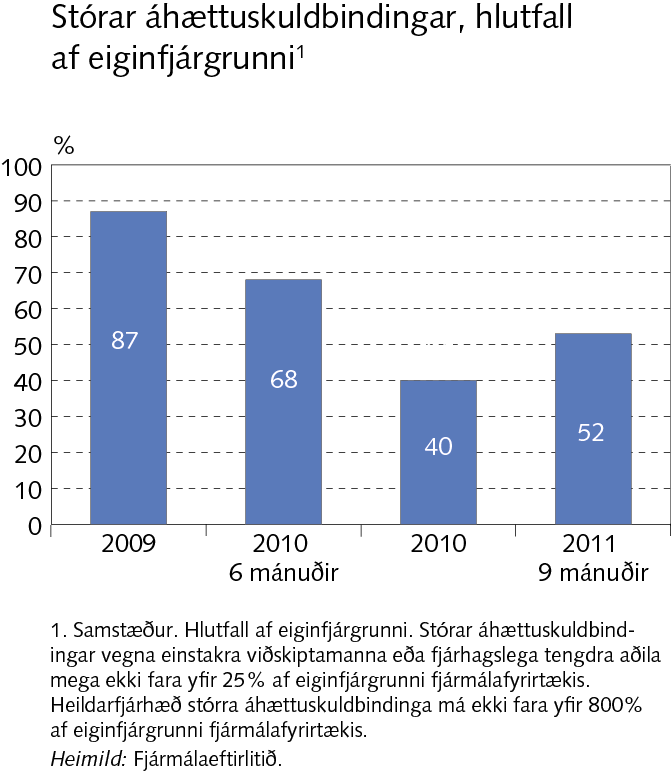 Stórar áhættuskuldbindingar, hlutfall
af eiginfjárgrunni¹
%
100
90
80
70
60
50
40
30
20
10
0
87
68
40
52
2009
2010
6 mánuðir
2010
2011
9 mánuðir
1. Samstæður. Hlutfall af eiginfjárgrunni. Stórar áhættuskuldbind-
ingar vegna einstakra viðskiptamanna eða fjárhagslega tengdra aðila
mega ekki fara yfir 25% af eiginfjárgrunni fjármálafyrirtækis.
Heildarfjárhæð stórra áhættuskuldbindinga má ekki fara yfir 800%
af eiginfjárgrunni fjármálafyrirtækis.
Heimild: Fjármálaeftirlitið.